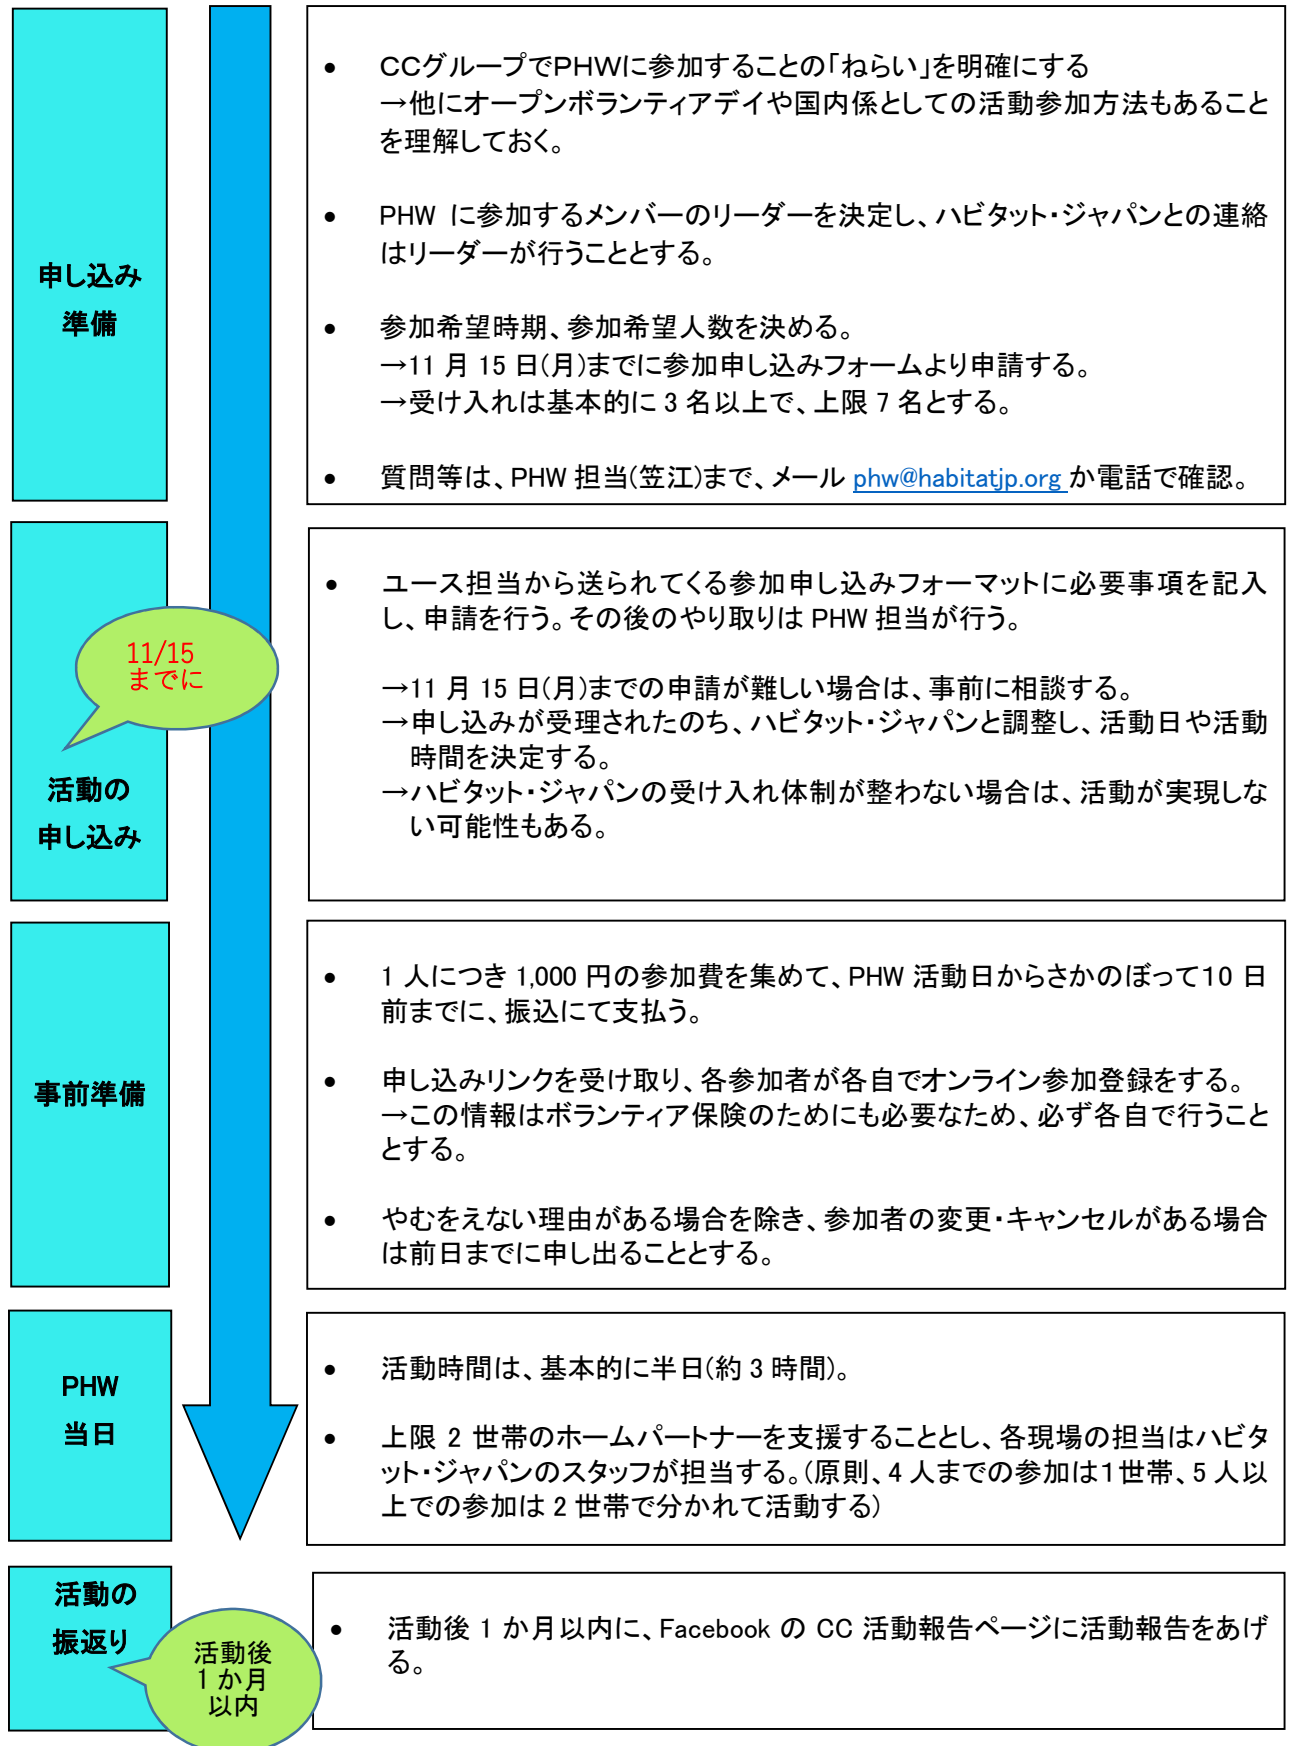 申し込み
準備
• CCグループでPHWに参加することの「ねらい」を明確にする
→他にオープンボランティアデイや国内係としての活動参加方法もあること
を理解しておく。
• PHW に参加するメンバーのリーダーを決定し、ハビタット・ジャパンとの連絡
はリーダーが行うこととする。
• 参加希望時期、参加希望人数を決める。
→11 月 15 日(月)までに参加申し込みフォームより申請する。
→受け入れは基本的に 3 名以上で、上限 7 名とする。
• 質問等は、PHW 担当(笠江)まで、メール phw@habitatjp.org か電話で確認。
11/15
までに
活動の
申し込み
• ユース担当から送られてくる参加申し込みフォーマットに必要事項を記入
し、申請を行う。その後のやり取りは PHW 担当が行う。
→11 月 15 日(月)までの申請が難しい場合は、事前に相談する。
→申し込みが受理されたのち、ハビタット・ジャパンと調整し、活動日や活動
時間を決定する。
→ハビタット・ジャパンの受け入れ体制が整わない場合は、活動が実現しな
い可能性もある。
事前準備
• 1 人につき 1,000 円の参加費を集めて、PHW 活動日からさかのぼって10 日
前までに、振込にて支払う。
• 申し込みリンクを受け取り、各参加者が各自でオンライン参加登録をする。
→この情報はボランティア保険のためにも必要なため、必ず各自で行うこと
とする。
• やむをえない理由がある場合を除き、参加者の変更・キャンセルがある場合
は前日までに申し出ることとする。
PHW
当日
• 活動時間は、基本的に半日(約 3 時間)。
• 上限 2 世帯のホームパートナーを支援することとし、各現場の担当はハビタ
ット・ジャパンのスタッフが担当する。(原則、4 人までの参加は1世帯、5 人以
上での参加は 2 世帯で分かれて活動する)
活動の
振返り
活動後
1 か月
以内
• 活動後 1 か月以内に、Facebook の CC 活動報告ページに活動報告をあげ
る。